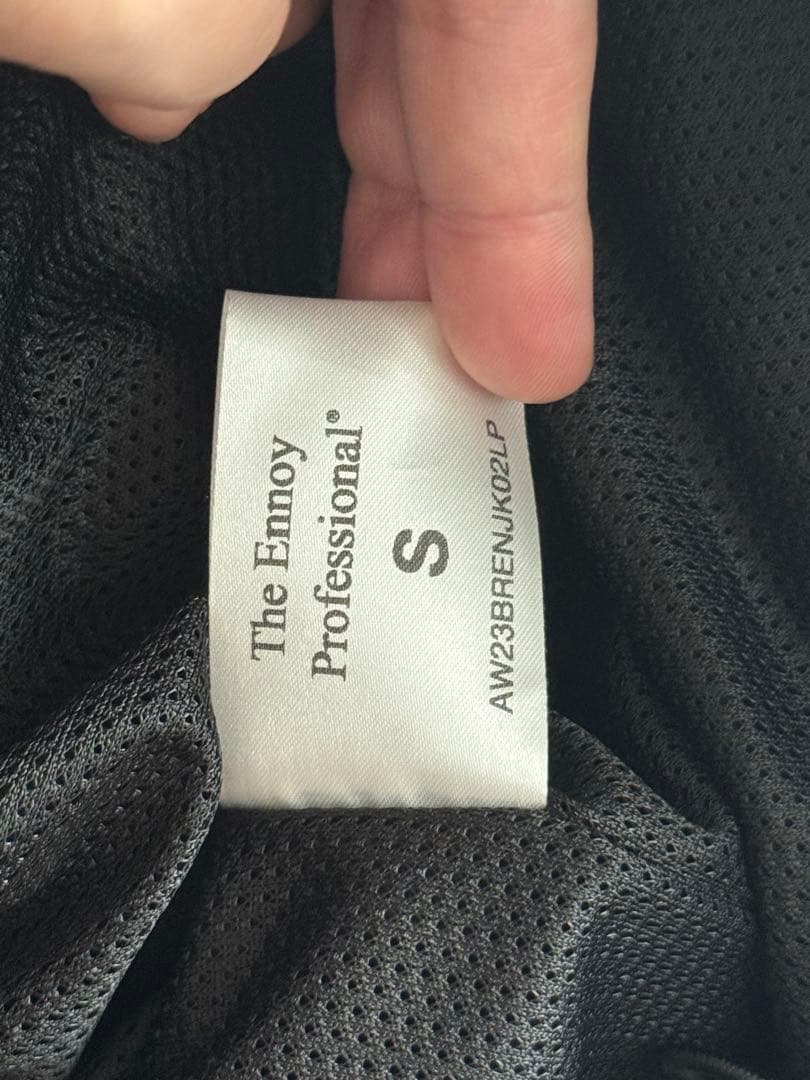 The Ennoy
Professional®
S
AW23BRENJK02LP